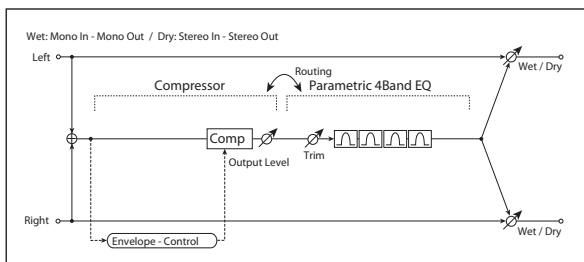 Wet: Mono In - Mono Out / Dry: Stereo In - Stereo Out
Left
Wet / Dry
Routing
Compressor
Parametric 4Band EQ
Comp
Output Level
Trim
Right
Envelope - Control
Wet / Dry